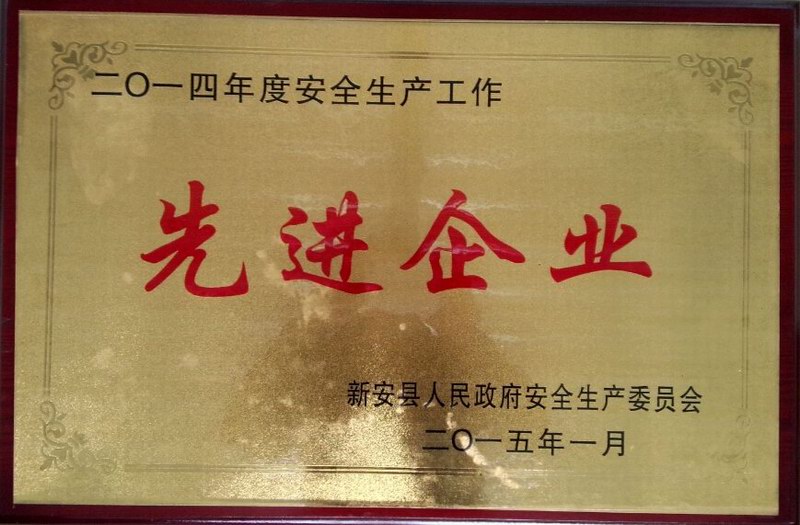 二〇一四年度安全生产工作
先进企业
新安县人民政府安全生产委员会
二〇一五年一月